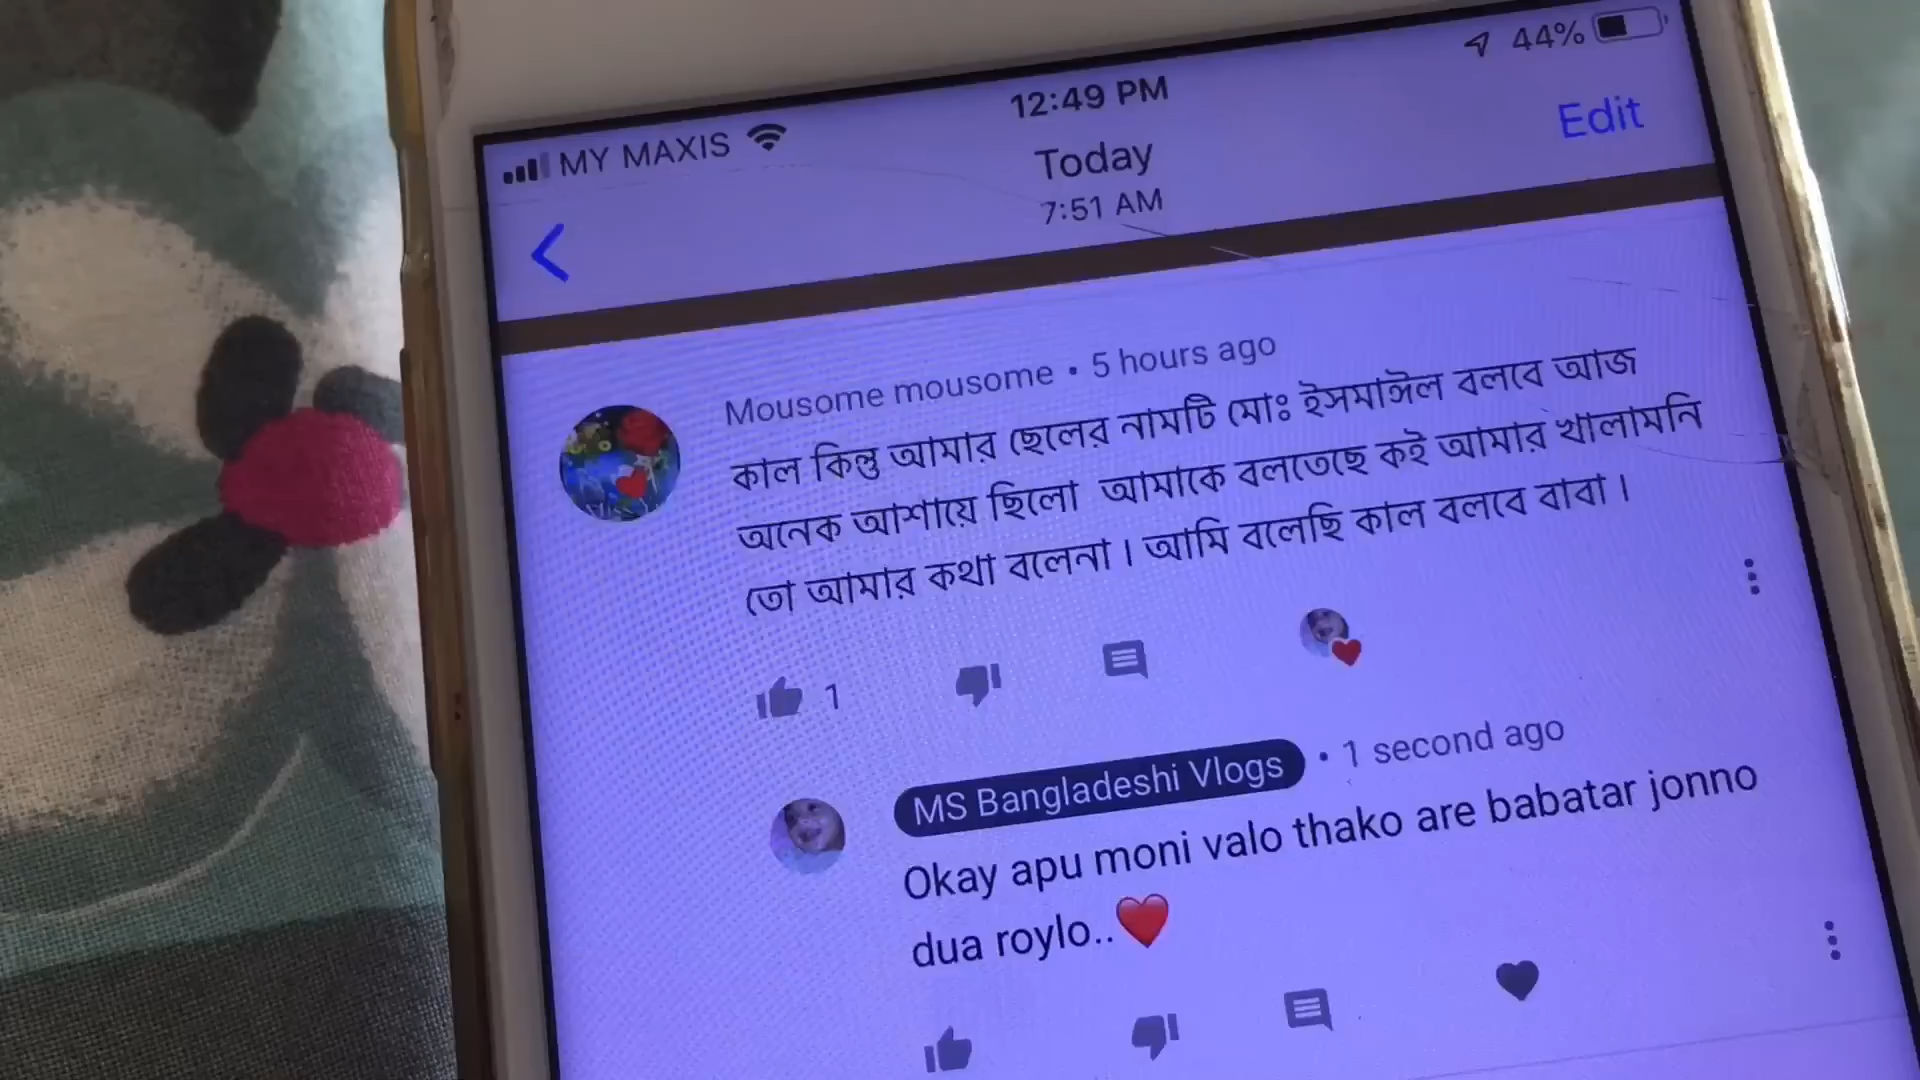 12:49 PM
44%
MY MAXIS
Today
Edit
7:51 AM
Mousome mousome • 5 hours ago
কাল কিন্তু আমার ছেলের নামটি মোঃ ইসমাঈল বলবে আজ
অনেক আশায়ে ছিলো আমাকে বলতেছে কই আমার খালামনি
তো আমার কথা বলেনা। আমি বলেছি কাল বলবে বাবা।
1
MS Bangladeshi Vlogs • 1 second ago
Okay apu moni valo thako are babatar jonno
dua roylo..❤️